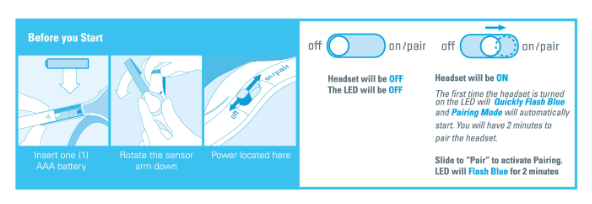 Before you Start
on/pair
off
Insert one (1)
AAA battery
Rotate the sensor
arm down
Power located here
off on/pair
Headset will be OFF
The LED will be OFF
off on/pair
Headset will be ON
The first time the headset is turned
on the LED will Quickly Flash Blue
and Pairing Mode will automatically
start. You will have 2 minutes to
pair the headset.
Slide to "Pair" to activate Pairing.
LED will Flash Blue for 2 minutes